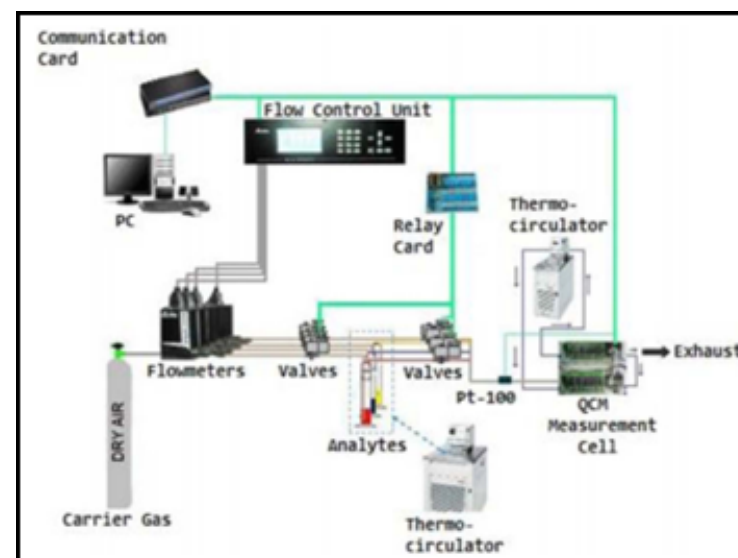 Communication
Card
Flow Control Unit
PC
Relay
Card
Thermo-
circulator
Flowmeters
Valves
Valves
Exhaust
Pt-100
QCM
Measurement
Cell
Analytes
DRY AIR
Carrier Gas
Thermo-
circulator